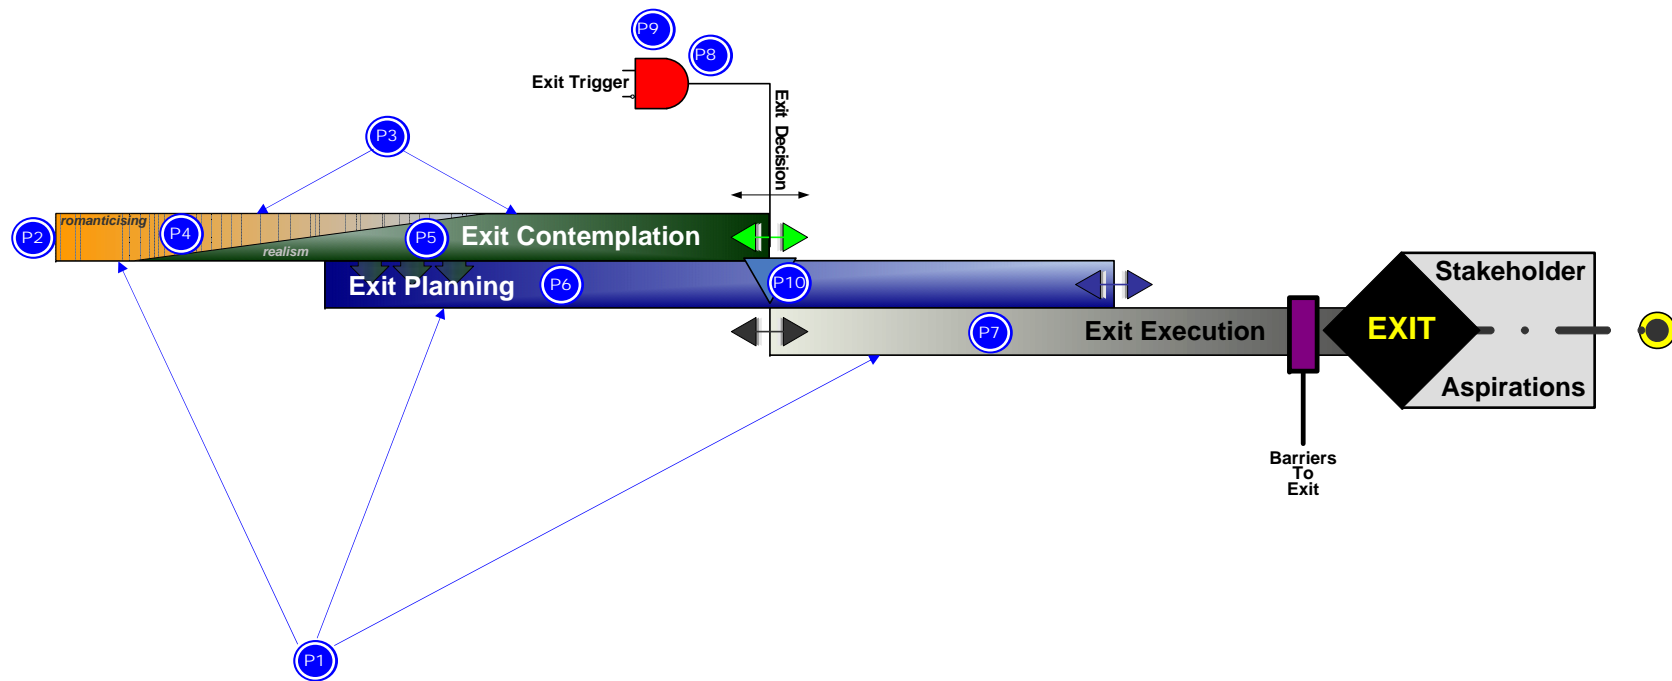 P9
P8
Exit Trigger
Exit Decision
P3
romanticising
P2
P4
P5
Exit Contemplation
realism
Exit Planning
P6
P10
Stakeholder
P7
Exit Execution
EXIT
Aspirations
Barriers
To
Exit
P1